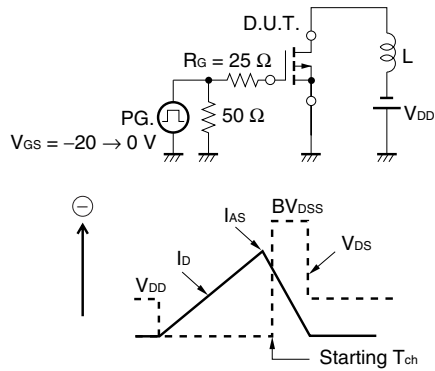 D.U.T.
RG = 25 Ω
L
PG.
50 Ω
VDD
VGS = −20 → 0 V
⊖
IAS
BVDSS
ID
VDS
VDD
Starting Tch